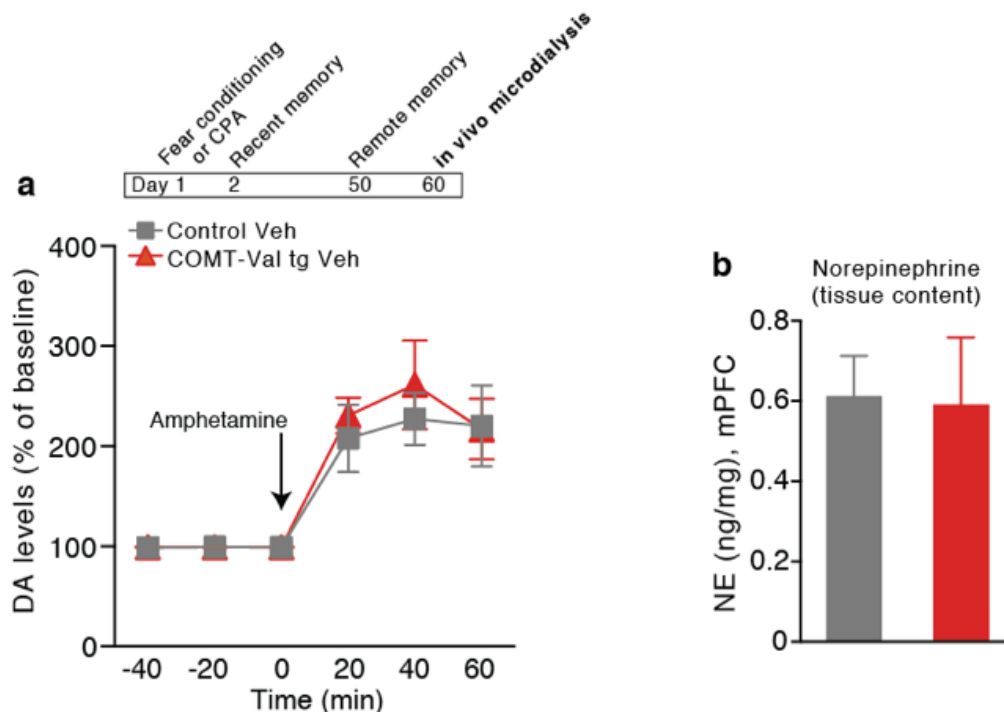 Fear conditioning
or CPA
Recent memory
Remote memory
in vivo microdialysis
a
Day 1 2 50 60
Control Veh
COMT-Val tg Veh
DA levels (% of baseline)
400
300
200
100
0
Amphetamine
-40 -20 0 20 40 60
Time (min)
b
Norepinephrine
(tissue content)
NE (ng/mg), mPFC
0.8
0.6
0.4
0.2
0